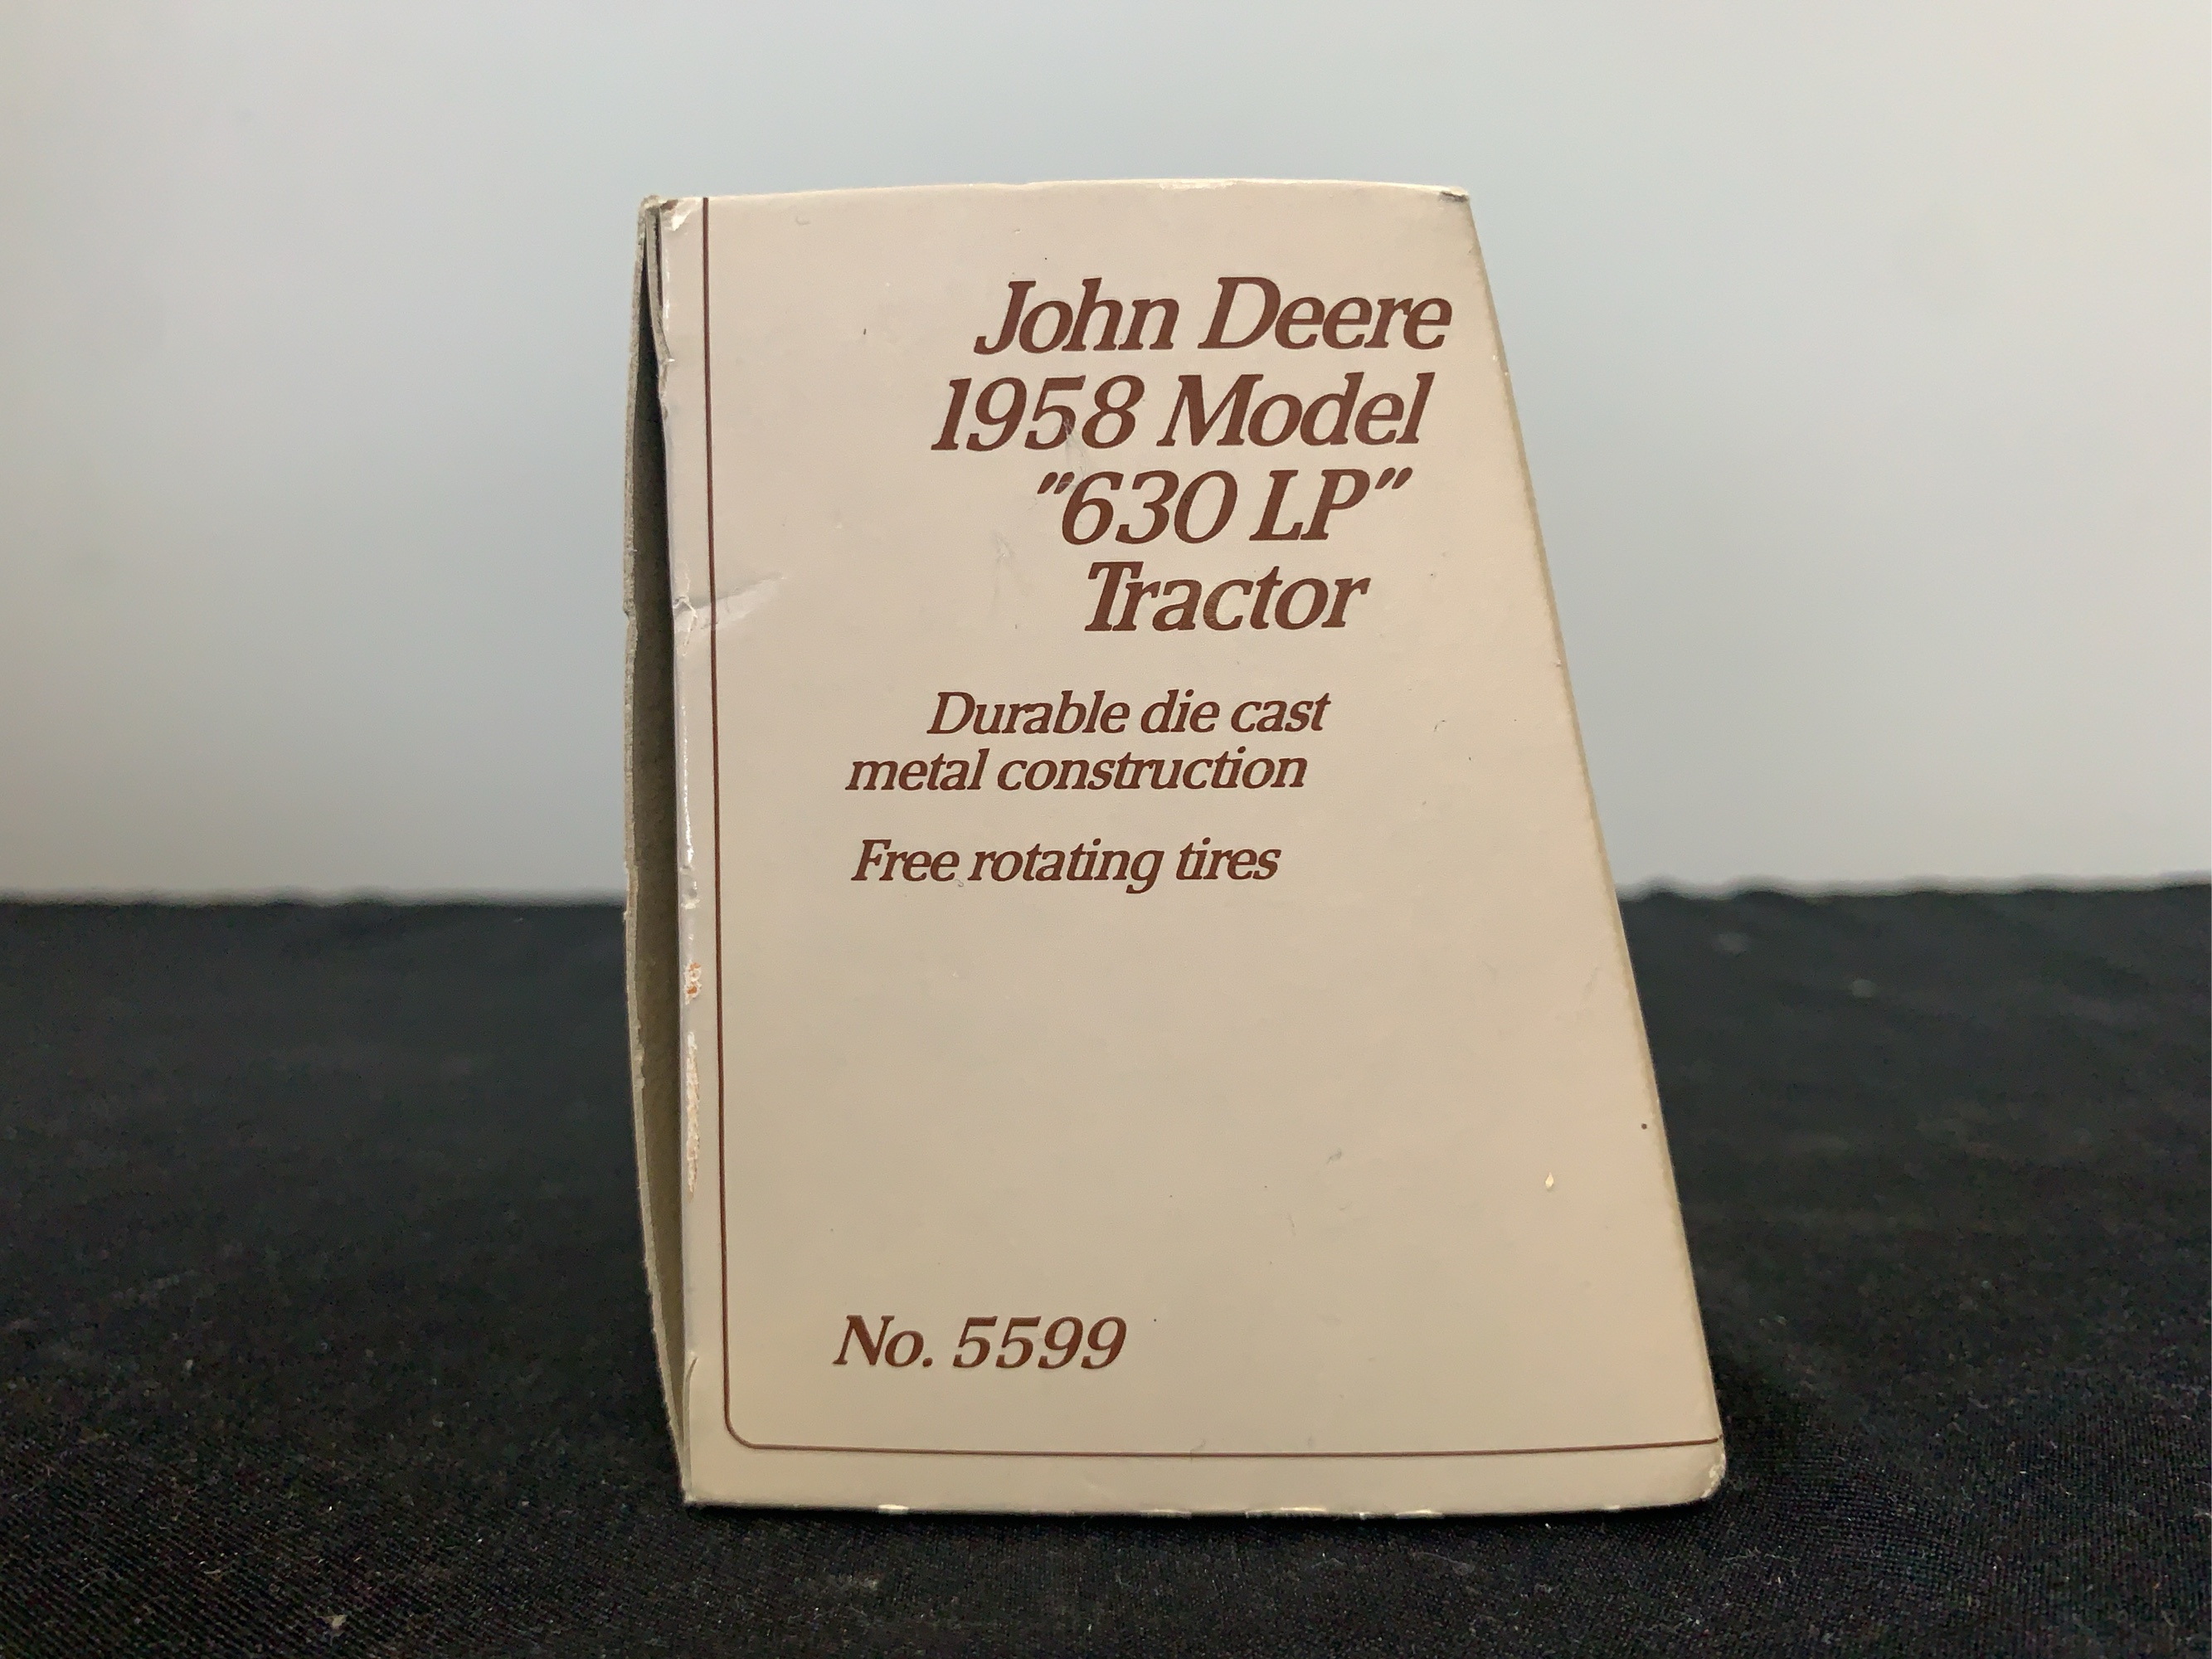 John Deere
1958 Model
"630 LP"
Tractor
Durable die cast
metal construction
Free rotating tires
No. 5599